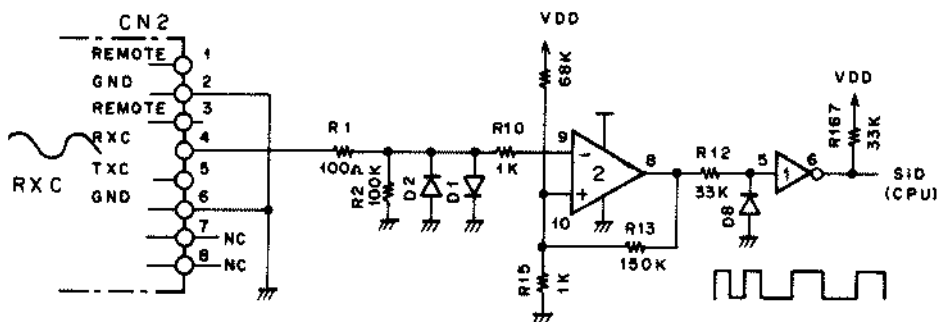 CN2
REMOTE 1
GND 2
REMOTE 3
RXC 4
TXC 5
GND 6
7 NC
8 NC
RXC
R1
100Ω
R2
100K
D2
D1
R10
1K
VDD
68K
9
-
2
+
10
8
R13
150K
R15
1K
R12
33K
D8
5
1
6
VDD
R167
33K
SID
(CPU)